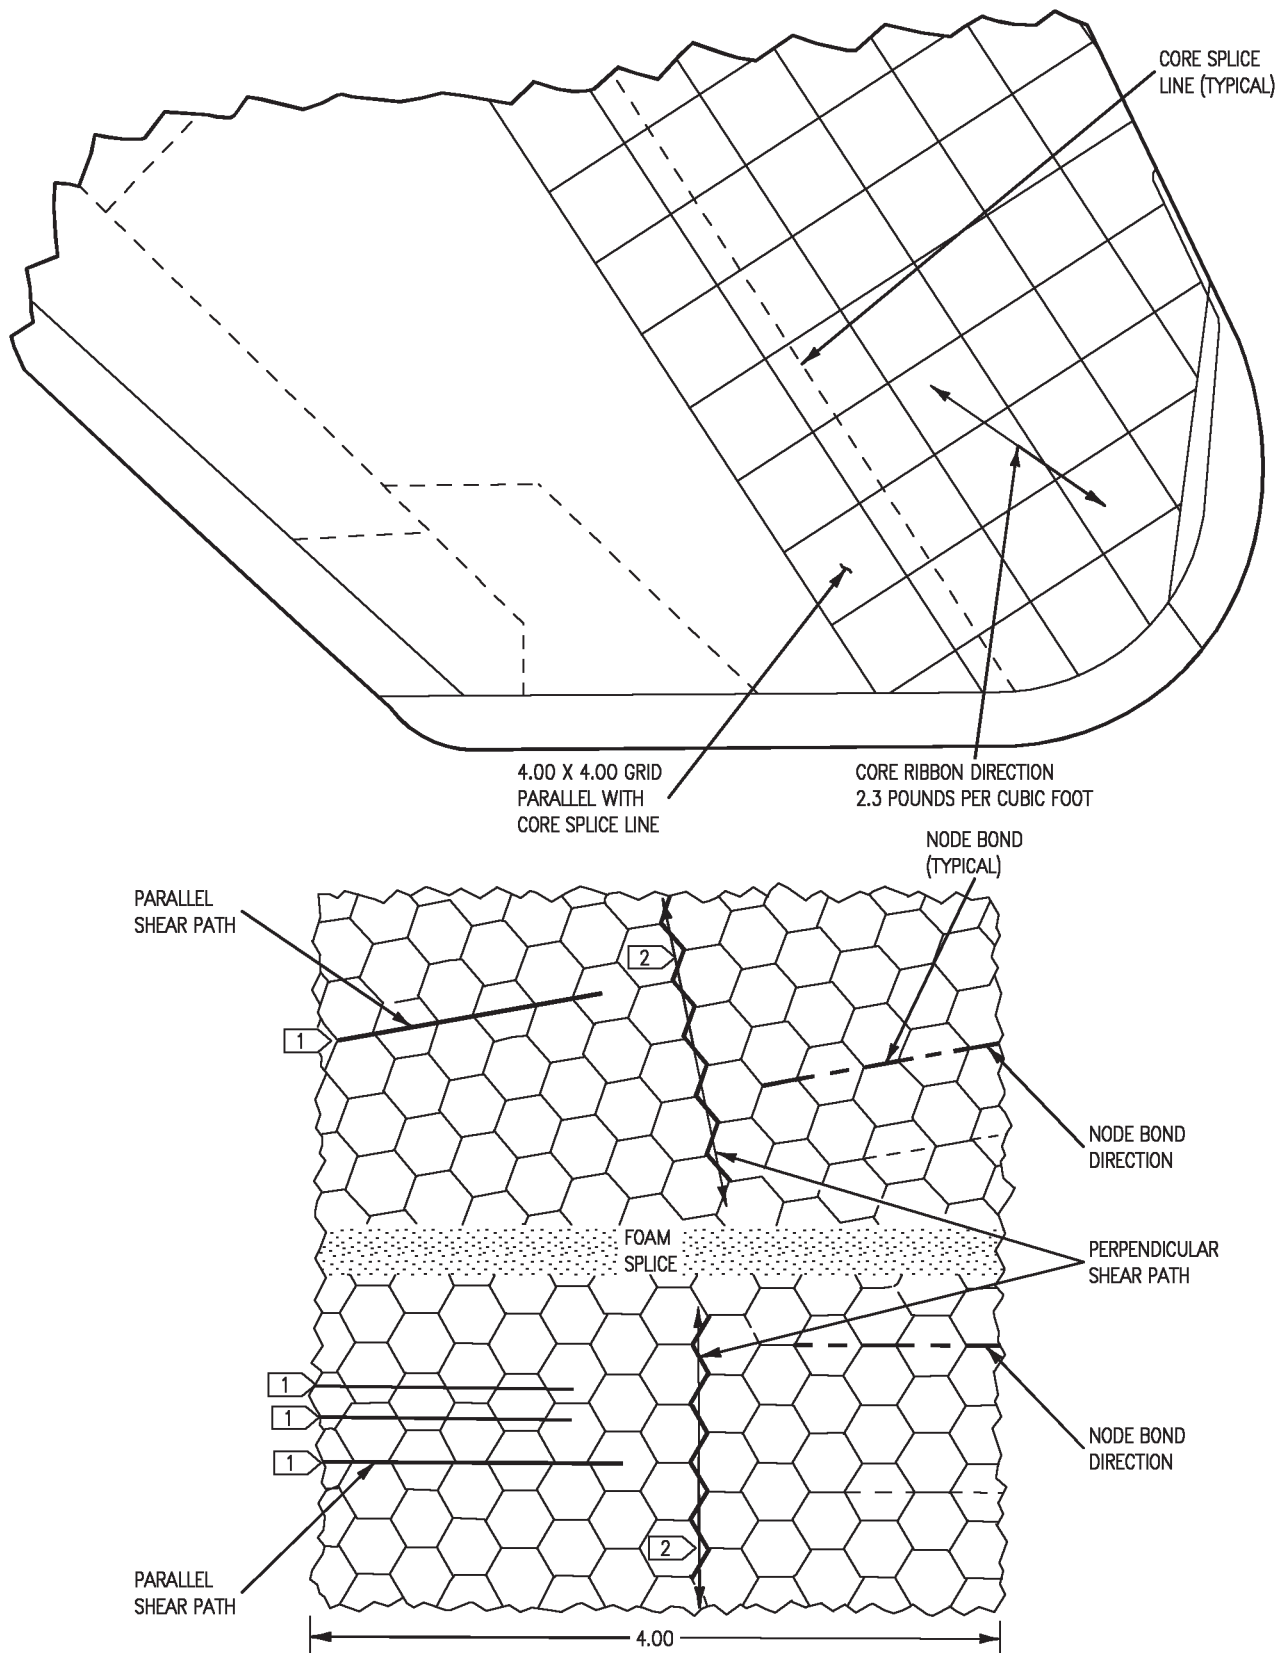 CORE SPLICE
LINE (TYPICAL)
4.00 X 4.00 GRID
PARALLEL WITH
CORE SPLICE LINE
CORE RIBBON DIRECTION
2.3 POUNDS PER CUBIC FOOT
NODE BOND
(TYPICAL)
PARALLEL
SHEAR PATH
2
1
NODE BOND
DIRECTION
FOAM
SPLICE
PERPENDICULAR
SHEAR PATH
1
1
1
NODE BOND
DIRECTION
2
PARALLEL
SHEAR PATH
4.00